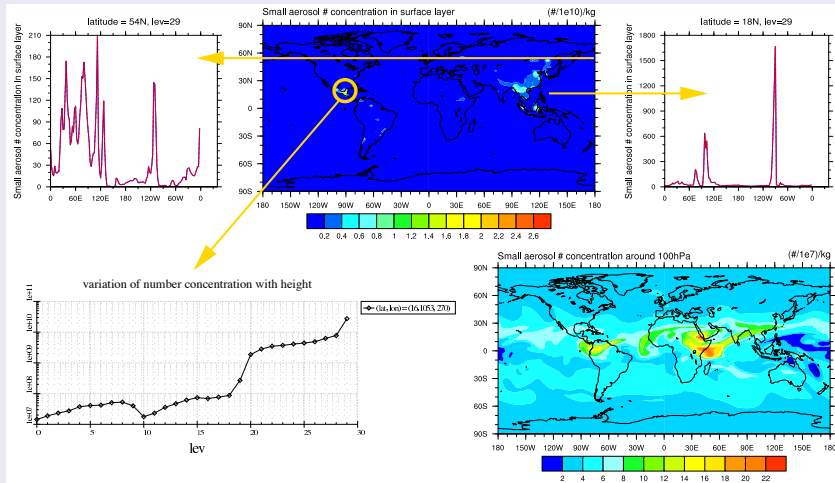 latitude = 54N, lev=29
Small aerosol # concentration in surface layer
210
180
150
120
90
60
30
0
0 60E 120E 180 120W 60W 0
Small aerosol # concentration in surface layer (#/1e10)/kg
90N
60N
30N
0
30S
60S
90S
180 150W 120W 90W 60W 30W 0 30E 60E 90E 120E 150E 180
0.2 0.4 0.6 0.8 1 1.2 1.4 1.6 1.8 2 2.2 2.4 2.6
latitude = 18N, lev=29
Small aerosol # concentration in surface layer
1800
1500
1200
900
600
300
0
0 60E 120E 180 120W 60W 0
variation of number concentration with height
1e+11
1e+10
1e+09
1e+08
1e+07
0 5 10 15 20 25 30
lev
(lat, lon) = (16.1053, 270)
Small aerosol # concentration around 100hPa (#/1e7)/kg
90N
60N
30N
0
30S
60S
90S
180 150W 120W 90W 60W 30W 0 30E 60E 90E 120E 150E 180
2 4 6 8 10 12 14 16 18 20 22